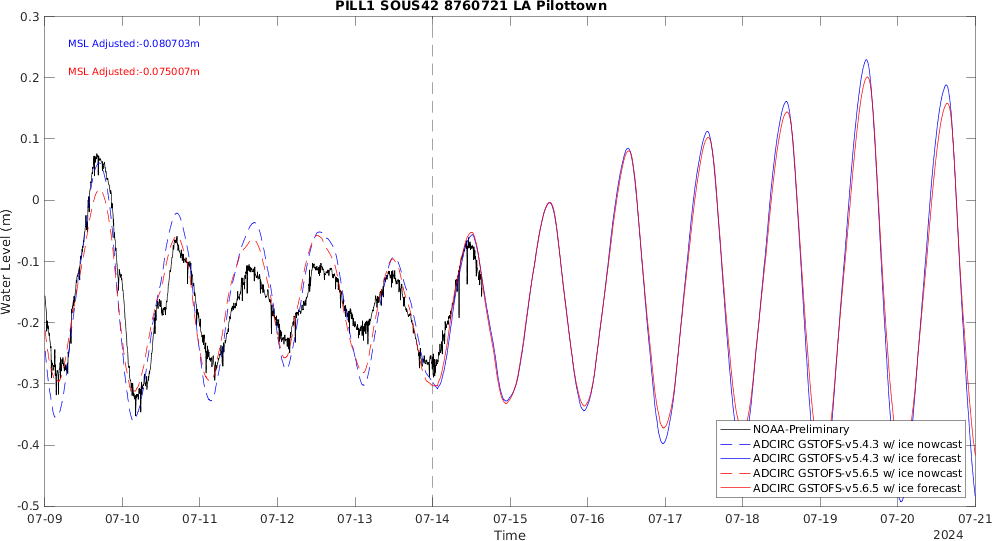 PILL1 SOUS42 8760721 LA Pilottown
MSL Adjusted:-0.080703m
MSL Adjusted:-0.075007m
Water Level (m)
0.3
0.2
0.1
0
-0.1
-0.2
-0.3
-0.4
-0.5
NOAA-Preliminary
ADCIRC GSTOFS-v5.4.3 w/ ice nowcast
ADCIRC GSTOFS-v5.4.3 w/ ice forecast
ADCIRC GSTOFS-v5.6.5 w/ ice nowcast
ADCIRC GSTOFS-v5.6.5 w/ ice forecast
07-09 07-10 07-11 07-12 07-13 07-14 07-15 07-16 07-17 07-18 07-19 07-20 07-21
Time
2024